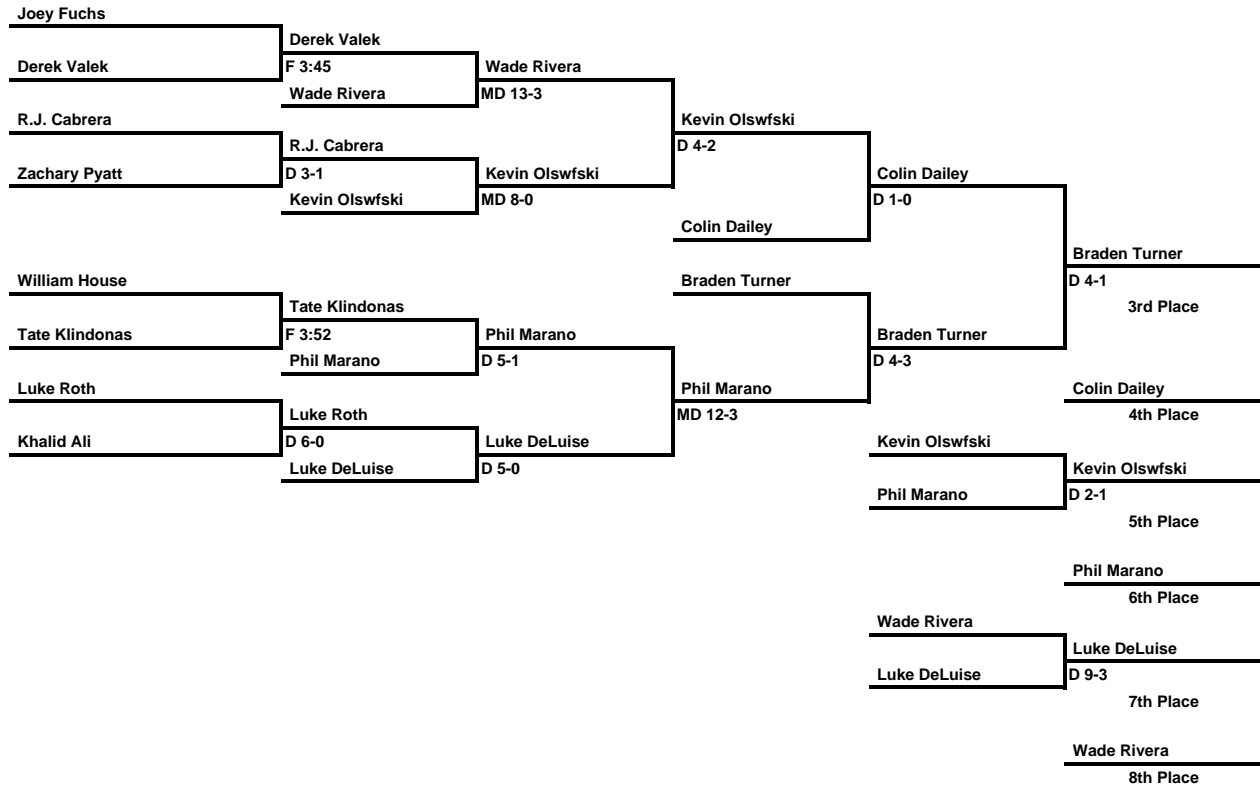 Joey Fuchs
Derek Valek
Derek Valek
F 3:45
Wade Rivera
Wade Rivera
MD 13-3
R.J. Cabrera
Kevin Olswfski
D 4-2
R.J. Cabrera
Zachary Pyatt
D 3-1
Kevin Olswfski
Colin Dailey
Kevin Olswfski
MD 8-0
D 1-0
Colin Dailey
Braden Turner
William House
Braden Turner
D 4-1
Tate Klindonas
3rd Place
Tate Klindonas
F 3:52
Phil Marano
Braden Turner
Phil Marano
D 5-1
D 4-3
Luke Roth
Phil Marano
Colin Dailey
Luke Roth
MD 12-3
4th Place
Khalid Ali
D 6-0
Luke DeLuise
Kevin Olswfski
Luke DeLuise
D 5-0
Kevin Olswfski
Phil Marano
D 2-1
5th Place
Phil Marano
6th Place
Wade Rivera
Luke DeLuise
Luke DeLuise
D 9-3
7th Place
Wade Rivera
8th Place